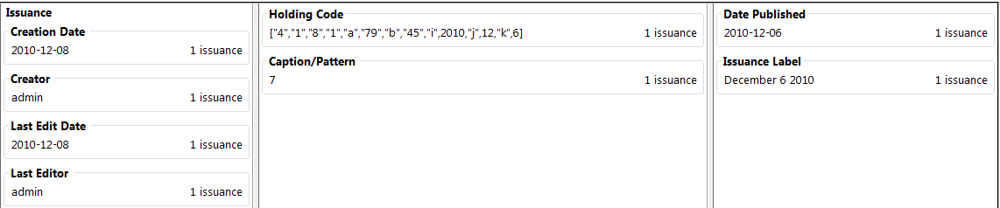 Issuance
Creation Date
2010-12-08 1 issuance
Creator
admin 1 issuance
Last Edit Date
2010-12-08 1 issuance
Last Editor
admin 1 issuance
Holding Code
["4","1","8","1","a","79","b","45","i",2010,"j",12,"k",6] 1 issuance
Caption/Pattern
7 1 issuance
Date Published
2010-12-06 1 issuance
Issuance Label
December 6 2010 1 issuance